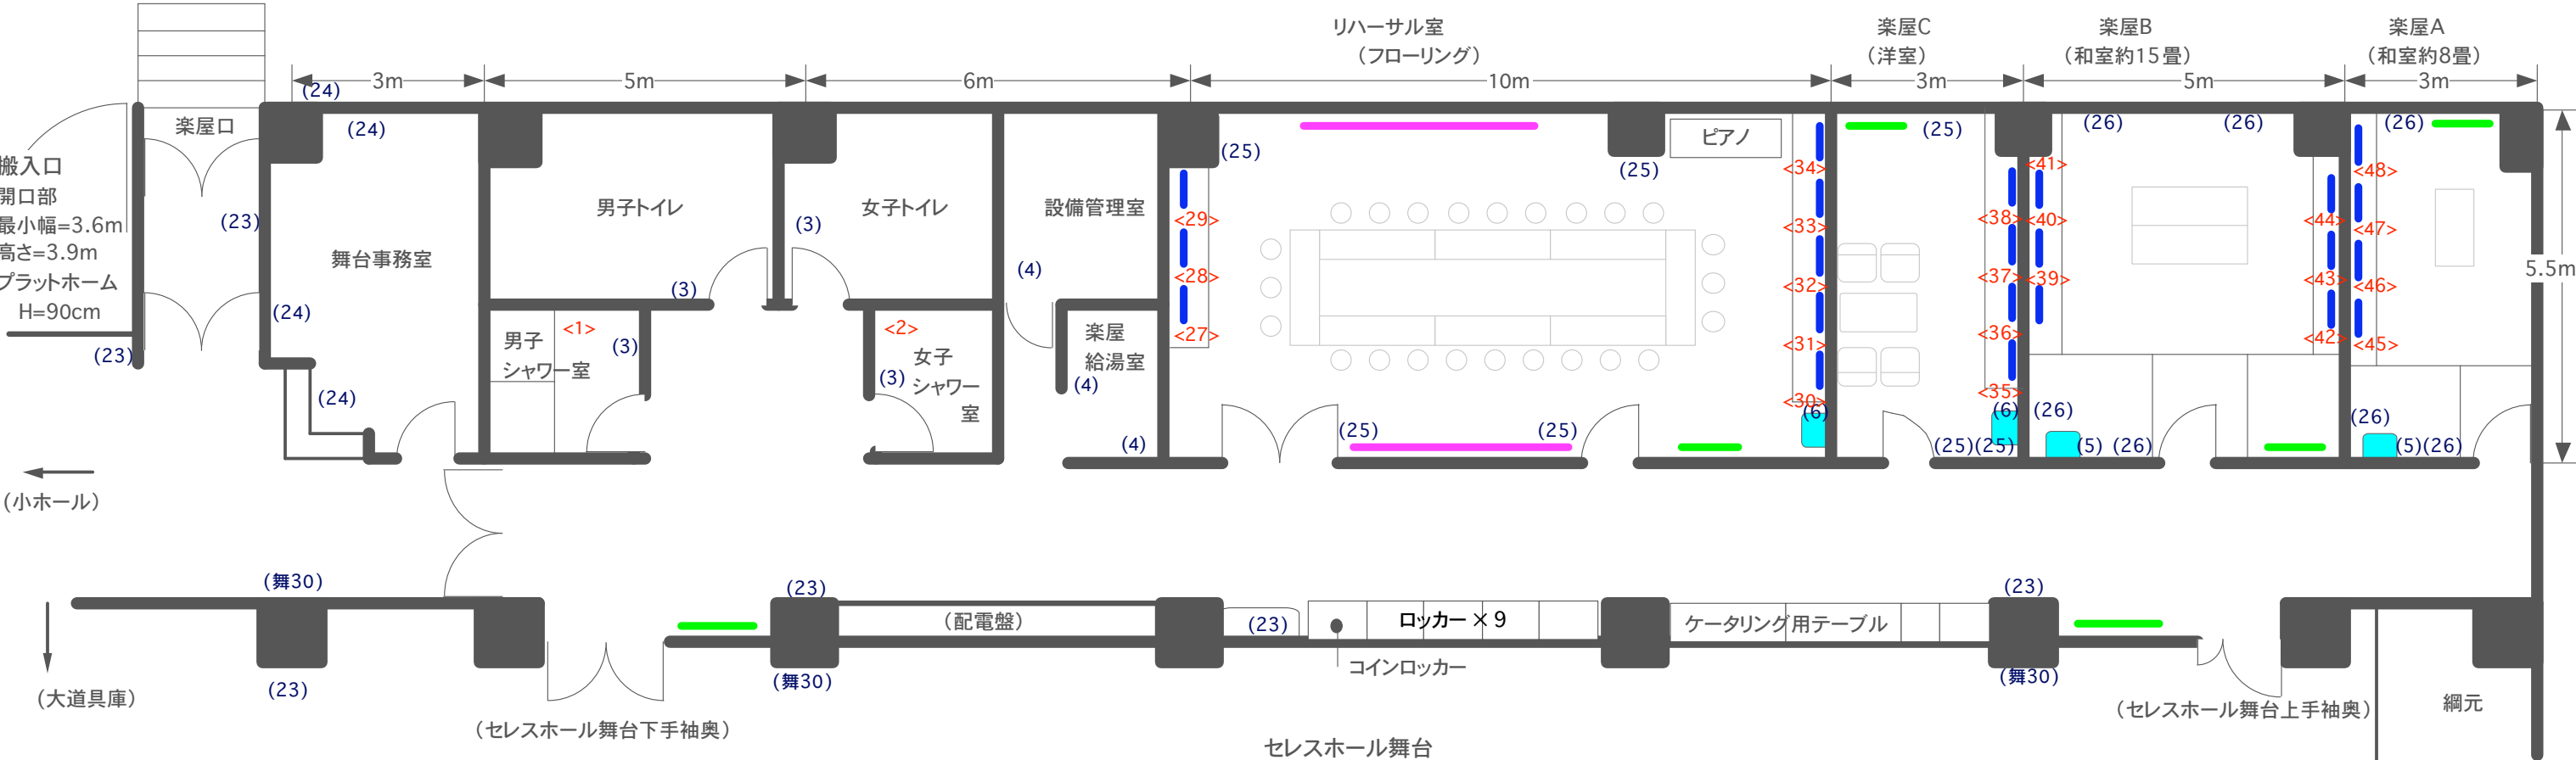 リハーサル室
（フローリング）
楽屋C
（洋室）
楽屋B
（和室約15畳）
楽屋A
（和室約8畳）
3m
5m
6m
10m
3m
5m
3m
(24)
(24)
楽屋口
搬入口
開口部
最小幅=3.6m
高さ=3.9m
プラットホーム
H=90cm
(23)
(23)
舞台事務室
(24)
(24)
男子トイレ
(3)
女子トイレ
(3)
設備管理室
(4)
男子
シャワー室
<1>
(3)
<2>
女子
シャワー
室
(3)
楽屋
給湯室
(4)
(4)
(25)
<29>
<28>
<27>
(25)
ピアノ
<34>
<33>
<32>
<31>
<30>
(6)
(25)
(25)
(25)
<38>
<37>
<36>
<35>
(6)
(25)(25)
(26)
(26)
<41>
<40>
<39>
<44>
<43>
<42>
(26)
(5)
(26)
(26)
<48>
<47>
<46>
<45>
(26)
(5)(26)
5.5m
（小ホール）
(舞30)
(23)
（大道具庫）
（セレスホール舞台下手袖奥）
(23)
(舞30)
（配電盤）
(23)
ロッカー×9
コインロッカー
ケータリング用テーブル
(23)
(舞30)
（セレスホール舞台上手袖奥）
綱元
セレスホール舞台